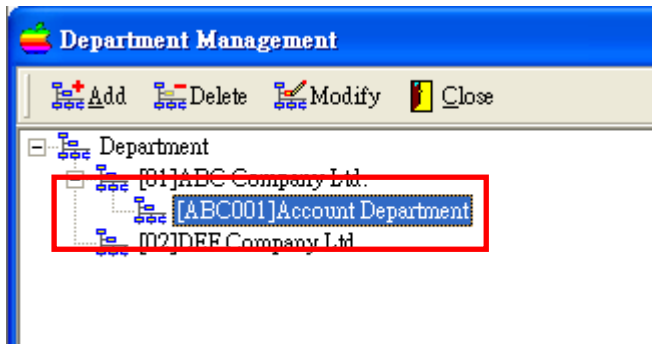 Department Management
Add Delete Modify Close
Department
[01]ABC Company Ltd.
[ABC001]Account Department
[02]DEF Company Ltd.